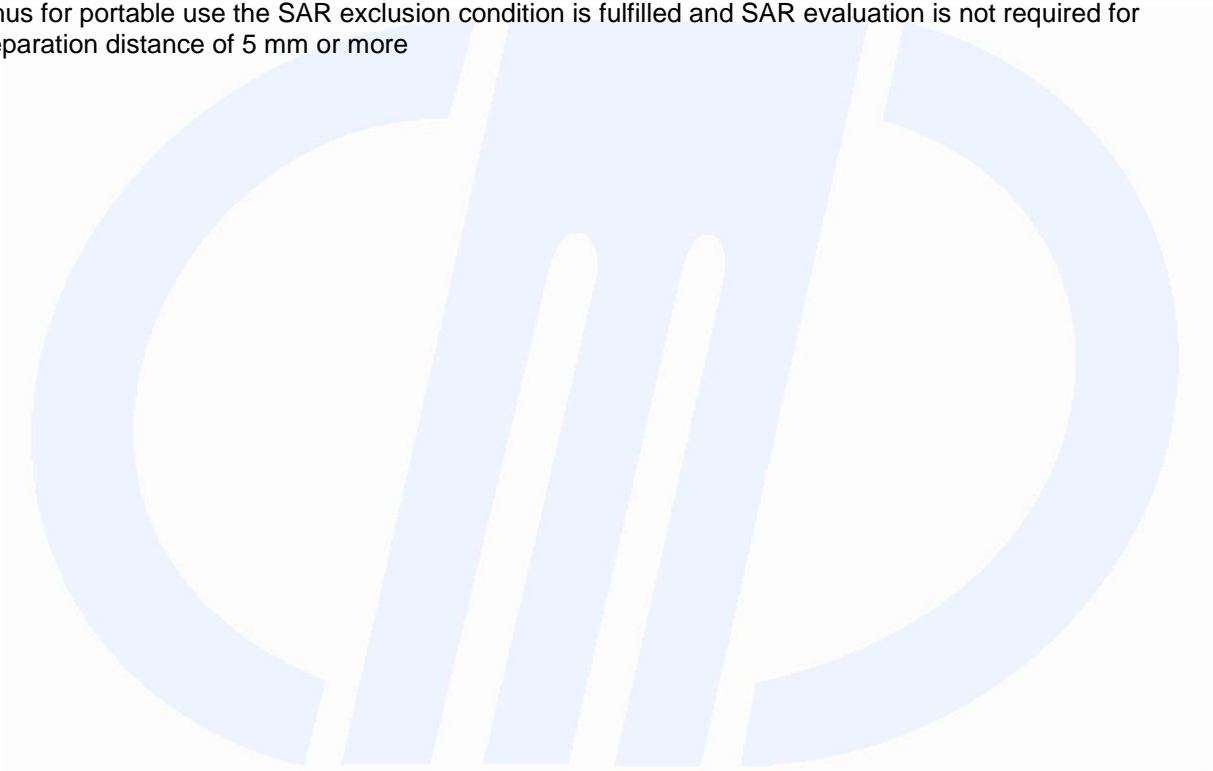 nus for portable use the SAR exclusion condition is fulfilled and SAR evaluation is not required for
eparation distance of 5 mm or more